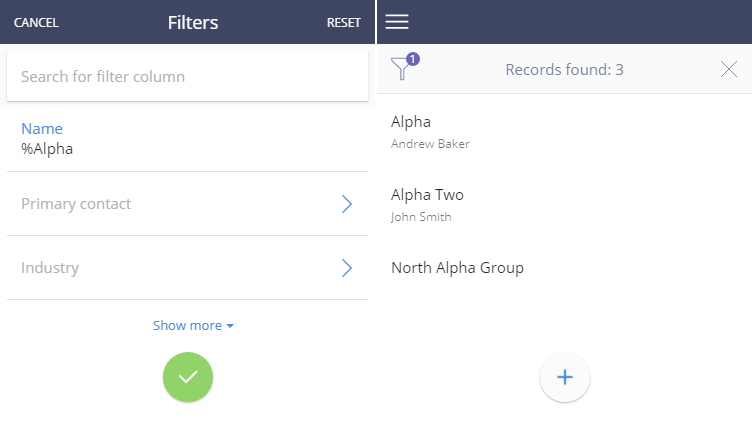 CANCEL Filters RESET
Search for filter column
Name
%Alpha
Primary contact
Industry
Show more
1
Records found: 3
Alpha
Andrew Baker
Alpha Two
John Smith
North Alpha Group